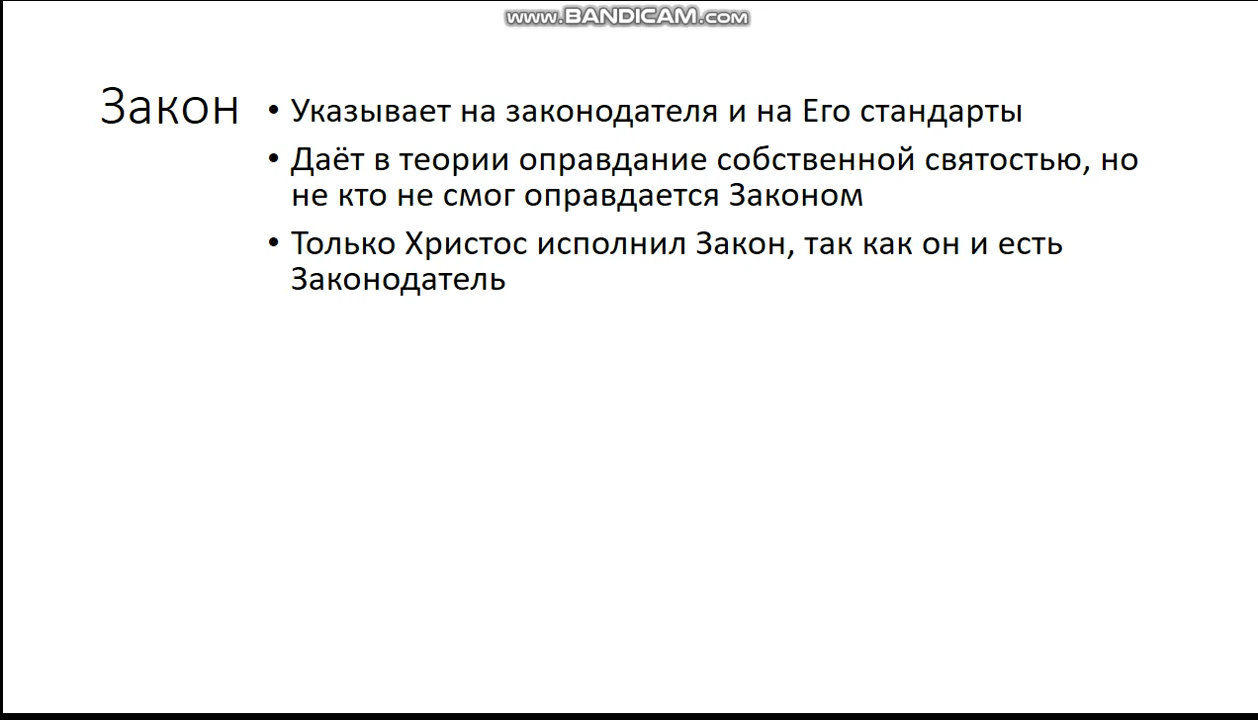 www.BANDICAM.com
Закон
• Указывает на законодателя и на Его стандарты
• Даёт в теории оправдание собственной святостью, но
не кто не смог оправдается Законом
• Только Христос исполнил Закон, так как он и есть
Законодатель